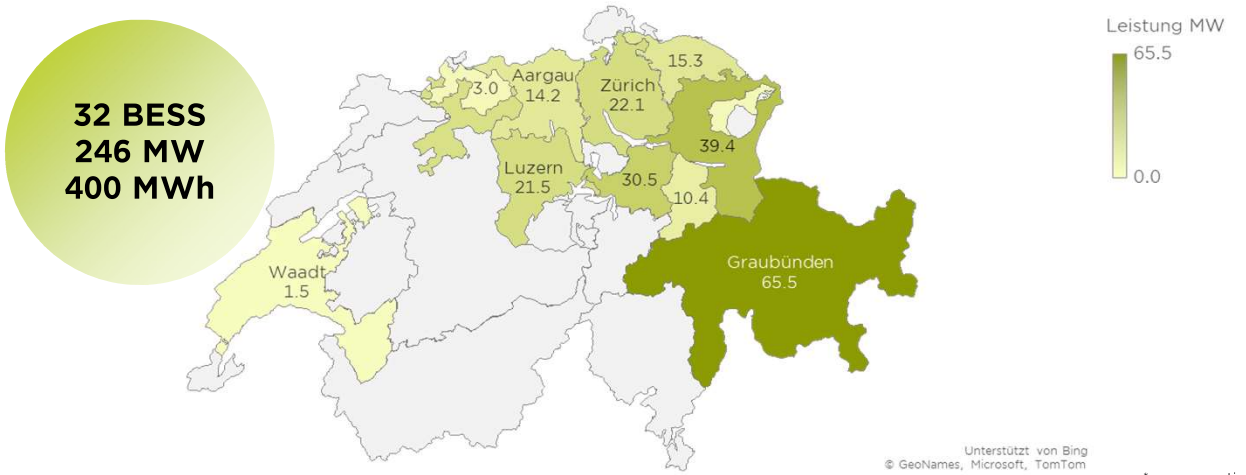 32 BESS
246 MW
400 MWh
Leistung MW
65.5
0.0
15.3
3.0
Aargau
14.2
Zürich
22.1
39.4
Luzern
21.5
30.5
10.4
Graubünden
65.5
Waadt
1.5
Unterstützt von Bing
© GeoNames, Microsoft, TomTom